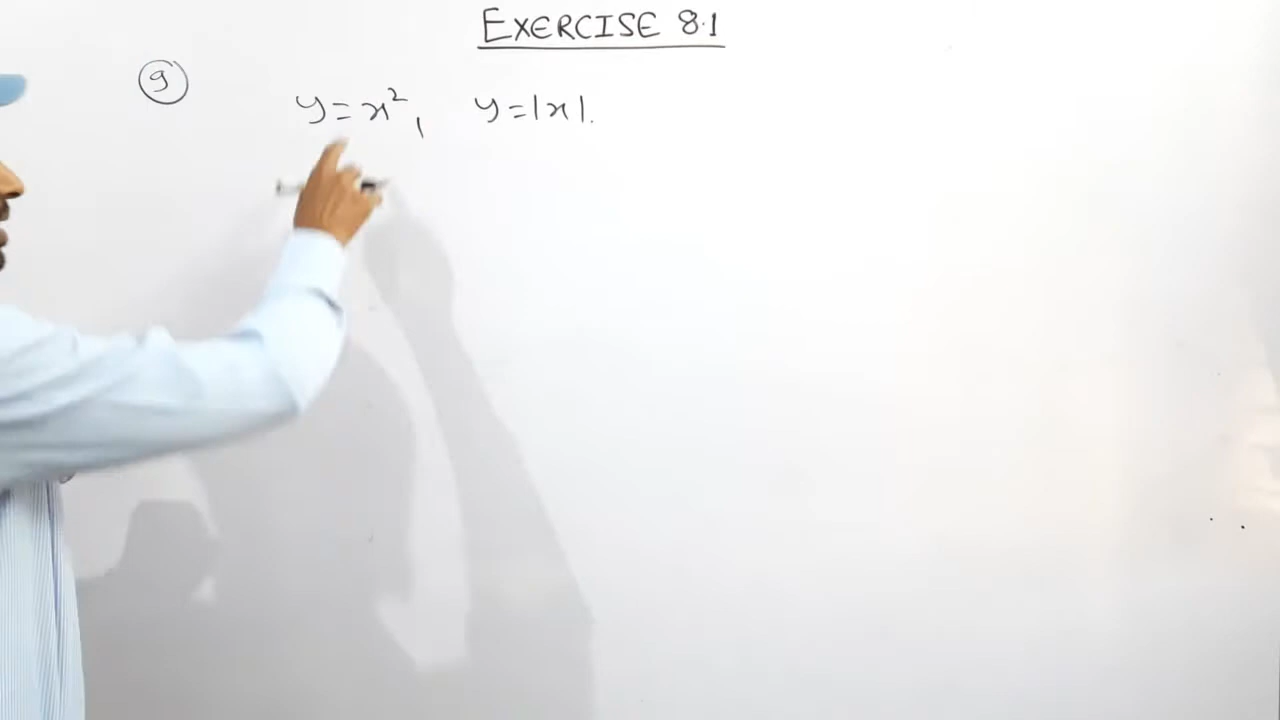 EXERCISE 8.1
9 y=x², y=|x|.